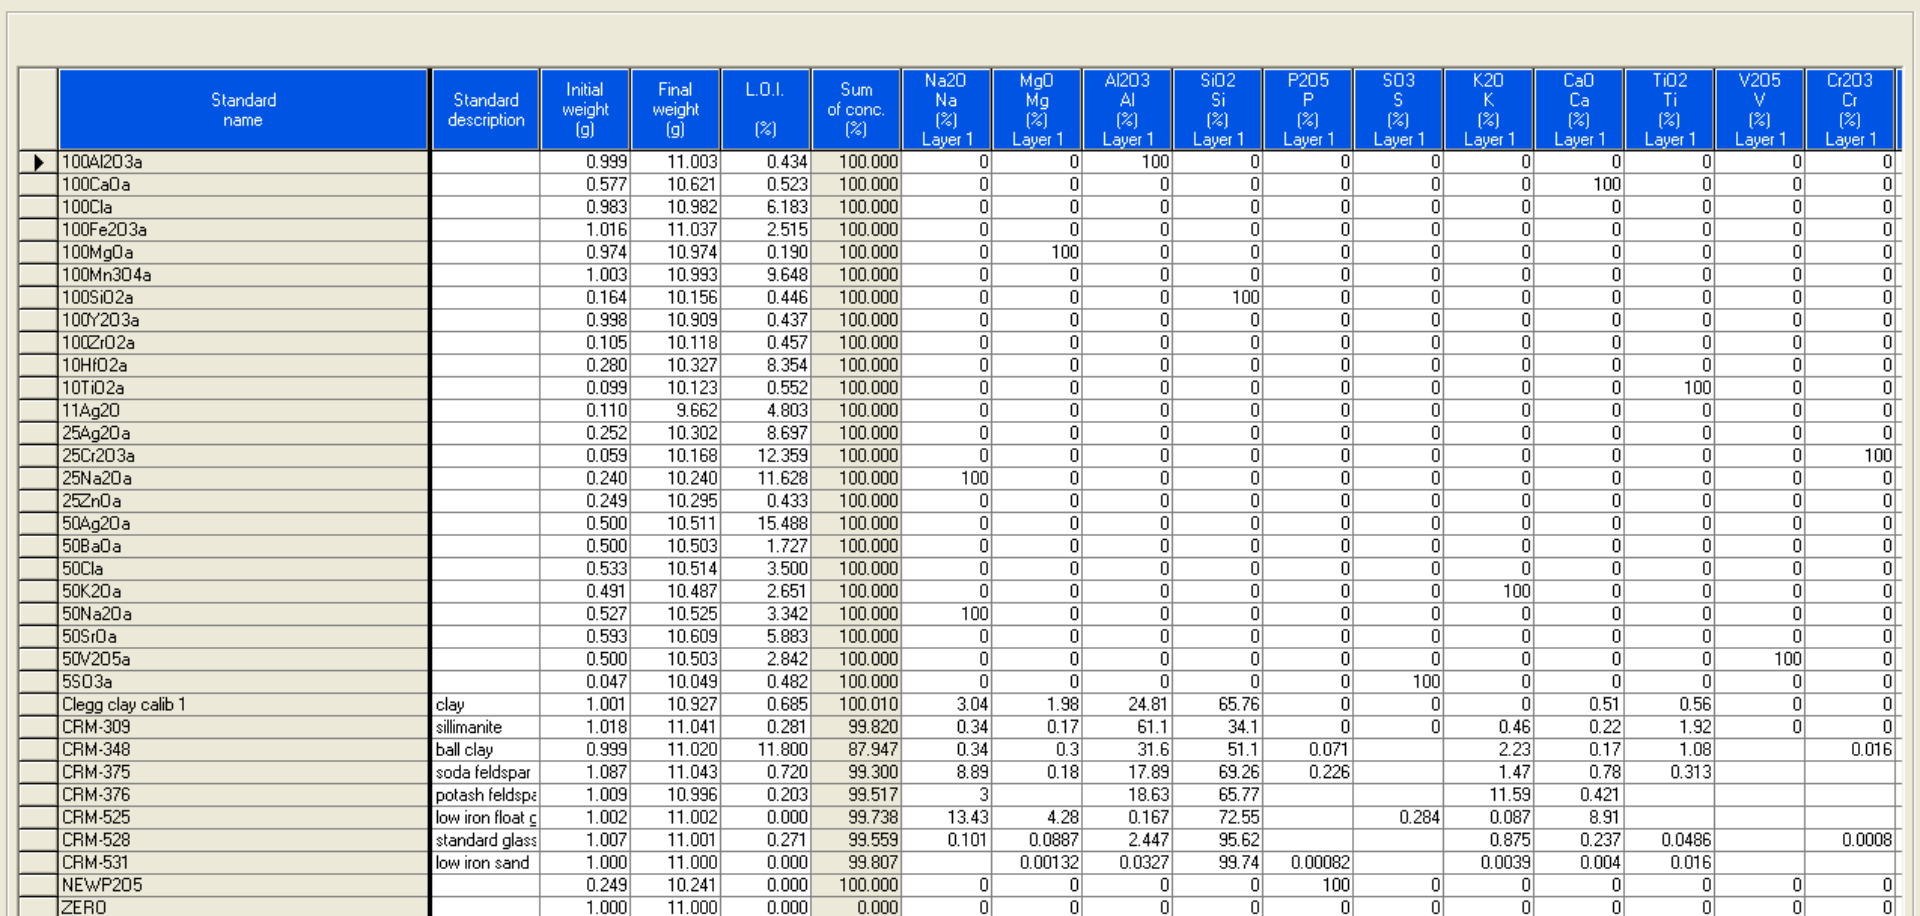 Standard name Standard description Initial weight (g) Final weight (g) L.O.I. (%) Sum of conc. (%) Na2O Na (%) Layer 1 MgO Mg (%) Layer 1 Al2O3 Al (%) Layer 1 SiO2 Si (%) Layer 1 P2O5 P (%) Layer 1 SO3 S (%) Layer 1 K2O K (%) Layer 1 CaO Ca (%) Layer 1 TiO2 Ti (%) Layer 1 V2O5 V (%) Layer 1 Cr2O3 Cr (%) Layer 1
100Al2O3a 0.999 11.003 0.434 100.000 0 0 100 0 0 0 0 0 0 0 0
100CaOa 0.577 10.621 0.523 100.000 0 0 0 0 0 0 0 100 0 0 0
100Cla 0.983 10.982 6.183 100.000 0 0 0 0 0 0 0 0 0 0 0
100Fe2O3a 1.016 11.037 2.515 100.000 0 0 0 0 0 0 0 0 0 0 0
100MgOa 0.974 10.974 0.190 100.000 0 100 0 0 0 0 0 0 0 0 0
100Mn3O4a 1.003 10.993 9.648 100.000 0 0 0 0 0 0 0 0 0 0 0
100SiO2a 0.164 10.156 0.446 100.000 0 0 0 100 0 0 0 0 0 0 0
100Y2O3a 0.998 10.909 0.437 100.000 0 0 0 0 0 0 0 0 0 0 0
100ZrO2a 0.105 10.118 0.457 100.000 0 0 0 0 0 0 0 0 0 0 0
10HfO2a 0.280 10.327 8.354 100.000 0 0 0 0 0 0 0 0 0 0 0
10TiO2a 0.099 10.123 0.552 100.000 0 0 0 0 0 0 0 0 100 0 0
11Ag2O 0.110 9.662 4.803 100.000 0 0 0 0 0 0 0 0 0 0 0
25Ag2Oa 0.252 10.302 8.697 100.000 0 0 0 0 0 0 0 0 0 0 0
25Cr2O3a 0.059 10.168 12.359 100.000 0 0 0 0 0 0 0 0 0 0 100
25Na2Oa 0.240 10.240 11.628 100.000 100 0 0 0 0 0 0 0 0 0 0
25ZnOa 0.249 10.295 0.433 100.000 0 0 0 0 0 0 0 0 0 0 0
50Ag2Oa 0.500 10.511 15.488 100.000 0 0 0 0 0 0 0 0 0 0 0
50BaOa 0.500 10.503 1.727 100.000 0 0 0 0 0 0 0 0 0 0 0
50Cla 0.533 10.514 3.500 100.000 0 0 0 0 0 0 0 0 0 0 0
50K2Oa 0.491 10.487 2.651 100.000 0 0 0 0 0 0 100 0 0 0 0
50Na2Oa 0.527 10.525 3.342 100.000 100 0 0 0 0 0 0 0 0 0 0
50SrOa 0.593 10.609 5.883 100.000 0 0 0 0 0 0 0 0 0 0 0
50V2O5a 0.500 10.503 2.842 100.000 0 0 0 0 0 0 0 0 0 100 0
5SO3a 0.047 10.049 0.482 100.000 0 0 0 0 0 100 0 0 0 0 0
Clegg clay calib 1 clay 1.001 10.927 0.685 100.010 3.04 1.98 24.81 65.76 0 0 0 0.51 0.56 0 0
CRM-309 sillimanite 1.018 11.041 0.281 99.820 0.34 0.17 61.1 34.1 0 0 0.46 0.22 1.92 0 0
CRM-348 ball clay 0.999 11.020 11.800 87.947 0.34 0.3 31.6 51.1 0.071 2.23 0.17 1.08 0.016
CRM-375 soda feldspar 1.087 11.043 0.720 99.300 8.89 0.18 17.89 69.26 0.226 1.47 0.78 0.313
CRM-376 potash feldspa 1.009 10.996 0.203 99.517 3 18.63 65.77 11.59 0.421
CRM-525 low iron float g 1.002 11.002 0.000 99.738 13.43 4.28 0.167 72.55 0.284 0.087 8.91
CRM-528 standard glass 1.007 11.001 0.271 99.559 0.101 0.0887 2.447 95.62 0.875 0.237 0.0486 0.0008
CRM-531 low iron sand 1.000 11.000 0.000 99.807 0.00132 0.0327 99.74 0.00082 0.0039 0.004 0.016
NEWP2O5 0.249 10.241 0.000 100.000 0 0 0 0 100 0 0 0 0 0 0
ZERO 1.000 11.000 0.000 0.000 0 0 0 0 0 0 0 0 0 0 0